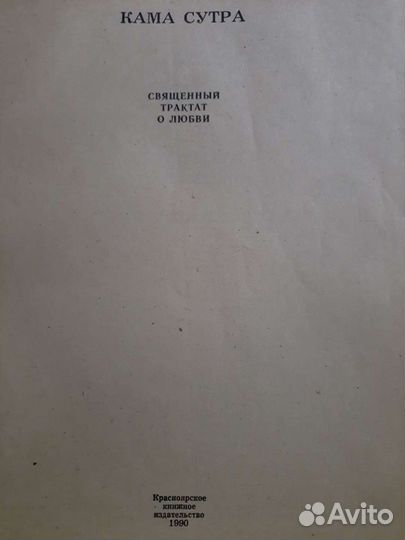 КАМА СУТРА
СВЯЩЕННЫЙ
ТРАКТАТ
О ЛЮБВИ
Красноярское
книжное
издательство
1990
Avito